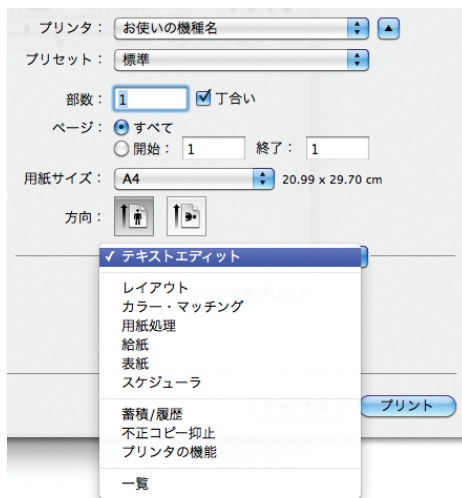 プリンタ： お使いの機種名
プリセット： 標準
部数： 1 丁合い
ページ： すべて
開始： 1 終了： 1
用紙サイズ： A4 20.99 x 29.70 cm
方向：
✓ テキストエディット
レイアウト
カラー・マッチング
用紙処理
給紙
表紙
スケジューラ
蓄積/履歴
プリント
不正コピー抑止
プリンタの機能
一覧